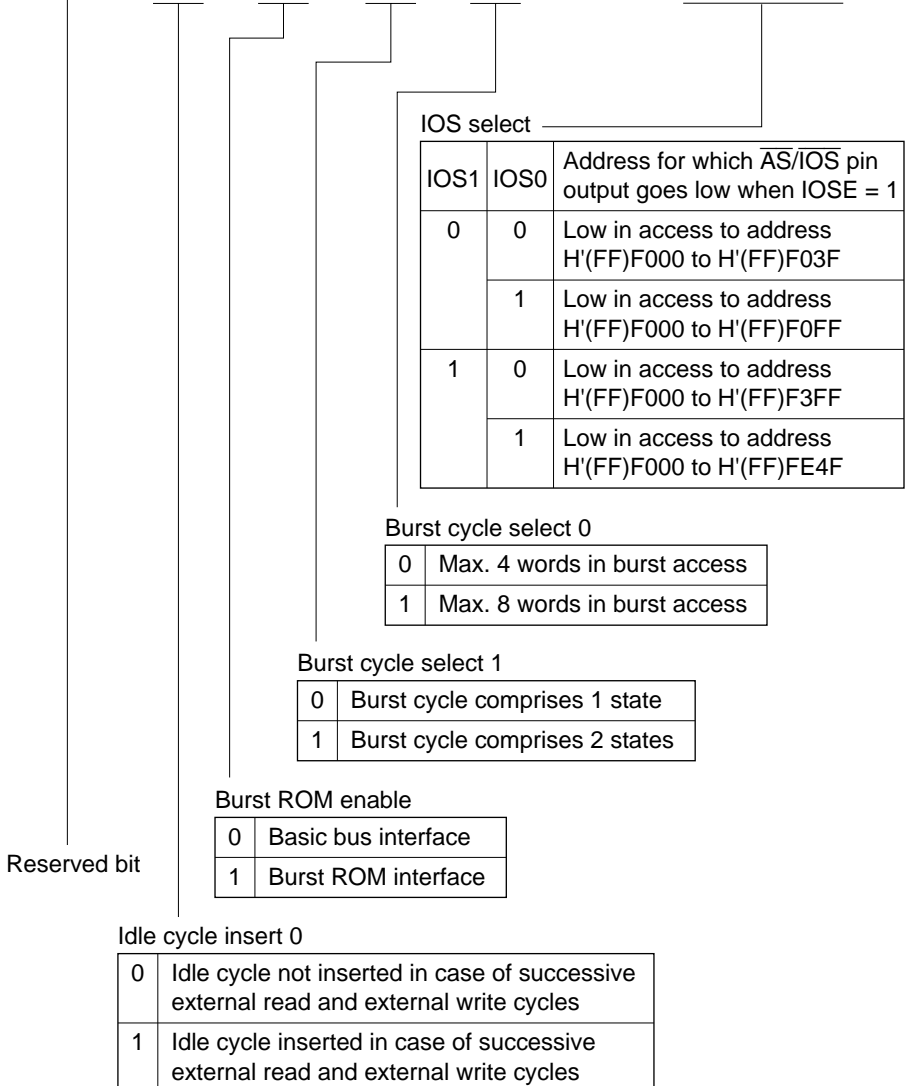 IOS select
IOS1 IOS0 Address for which AS/IOS pin
output goes low when IOSE = 1
0 0 Low in access to address
H'(FF)F000 to H'(FF)F03F
1 Low in access to address
H'(FF)F000 to H'(FF)F0FF
1 0 Low in access to address
H'(FF)F000 to H'(FF)F3FF
1 Low in access to address
H'(FF)F000 to H'(FF)FE4F
Burst cycle select 0
0 Max. 4 words in burst access
1 Max. 8 words in burst access
Burst cycle select 1
0 Burst cycle comprises 1 state
1 Burst cycle comprises 2 states
Burst ROM enable
0 Basic bus interface
1 Burst ROM interface
Reserved bit
Idle cycle insert 0
0 Idle cycle not inserted in case of successive
external read and external write cycles
1 Idle cycle inserted in case of successive
external read and external write cycles